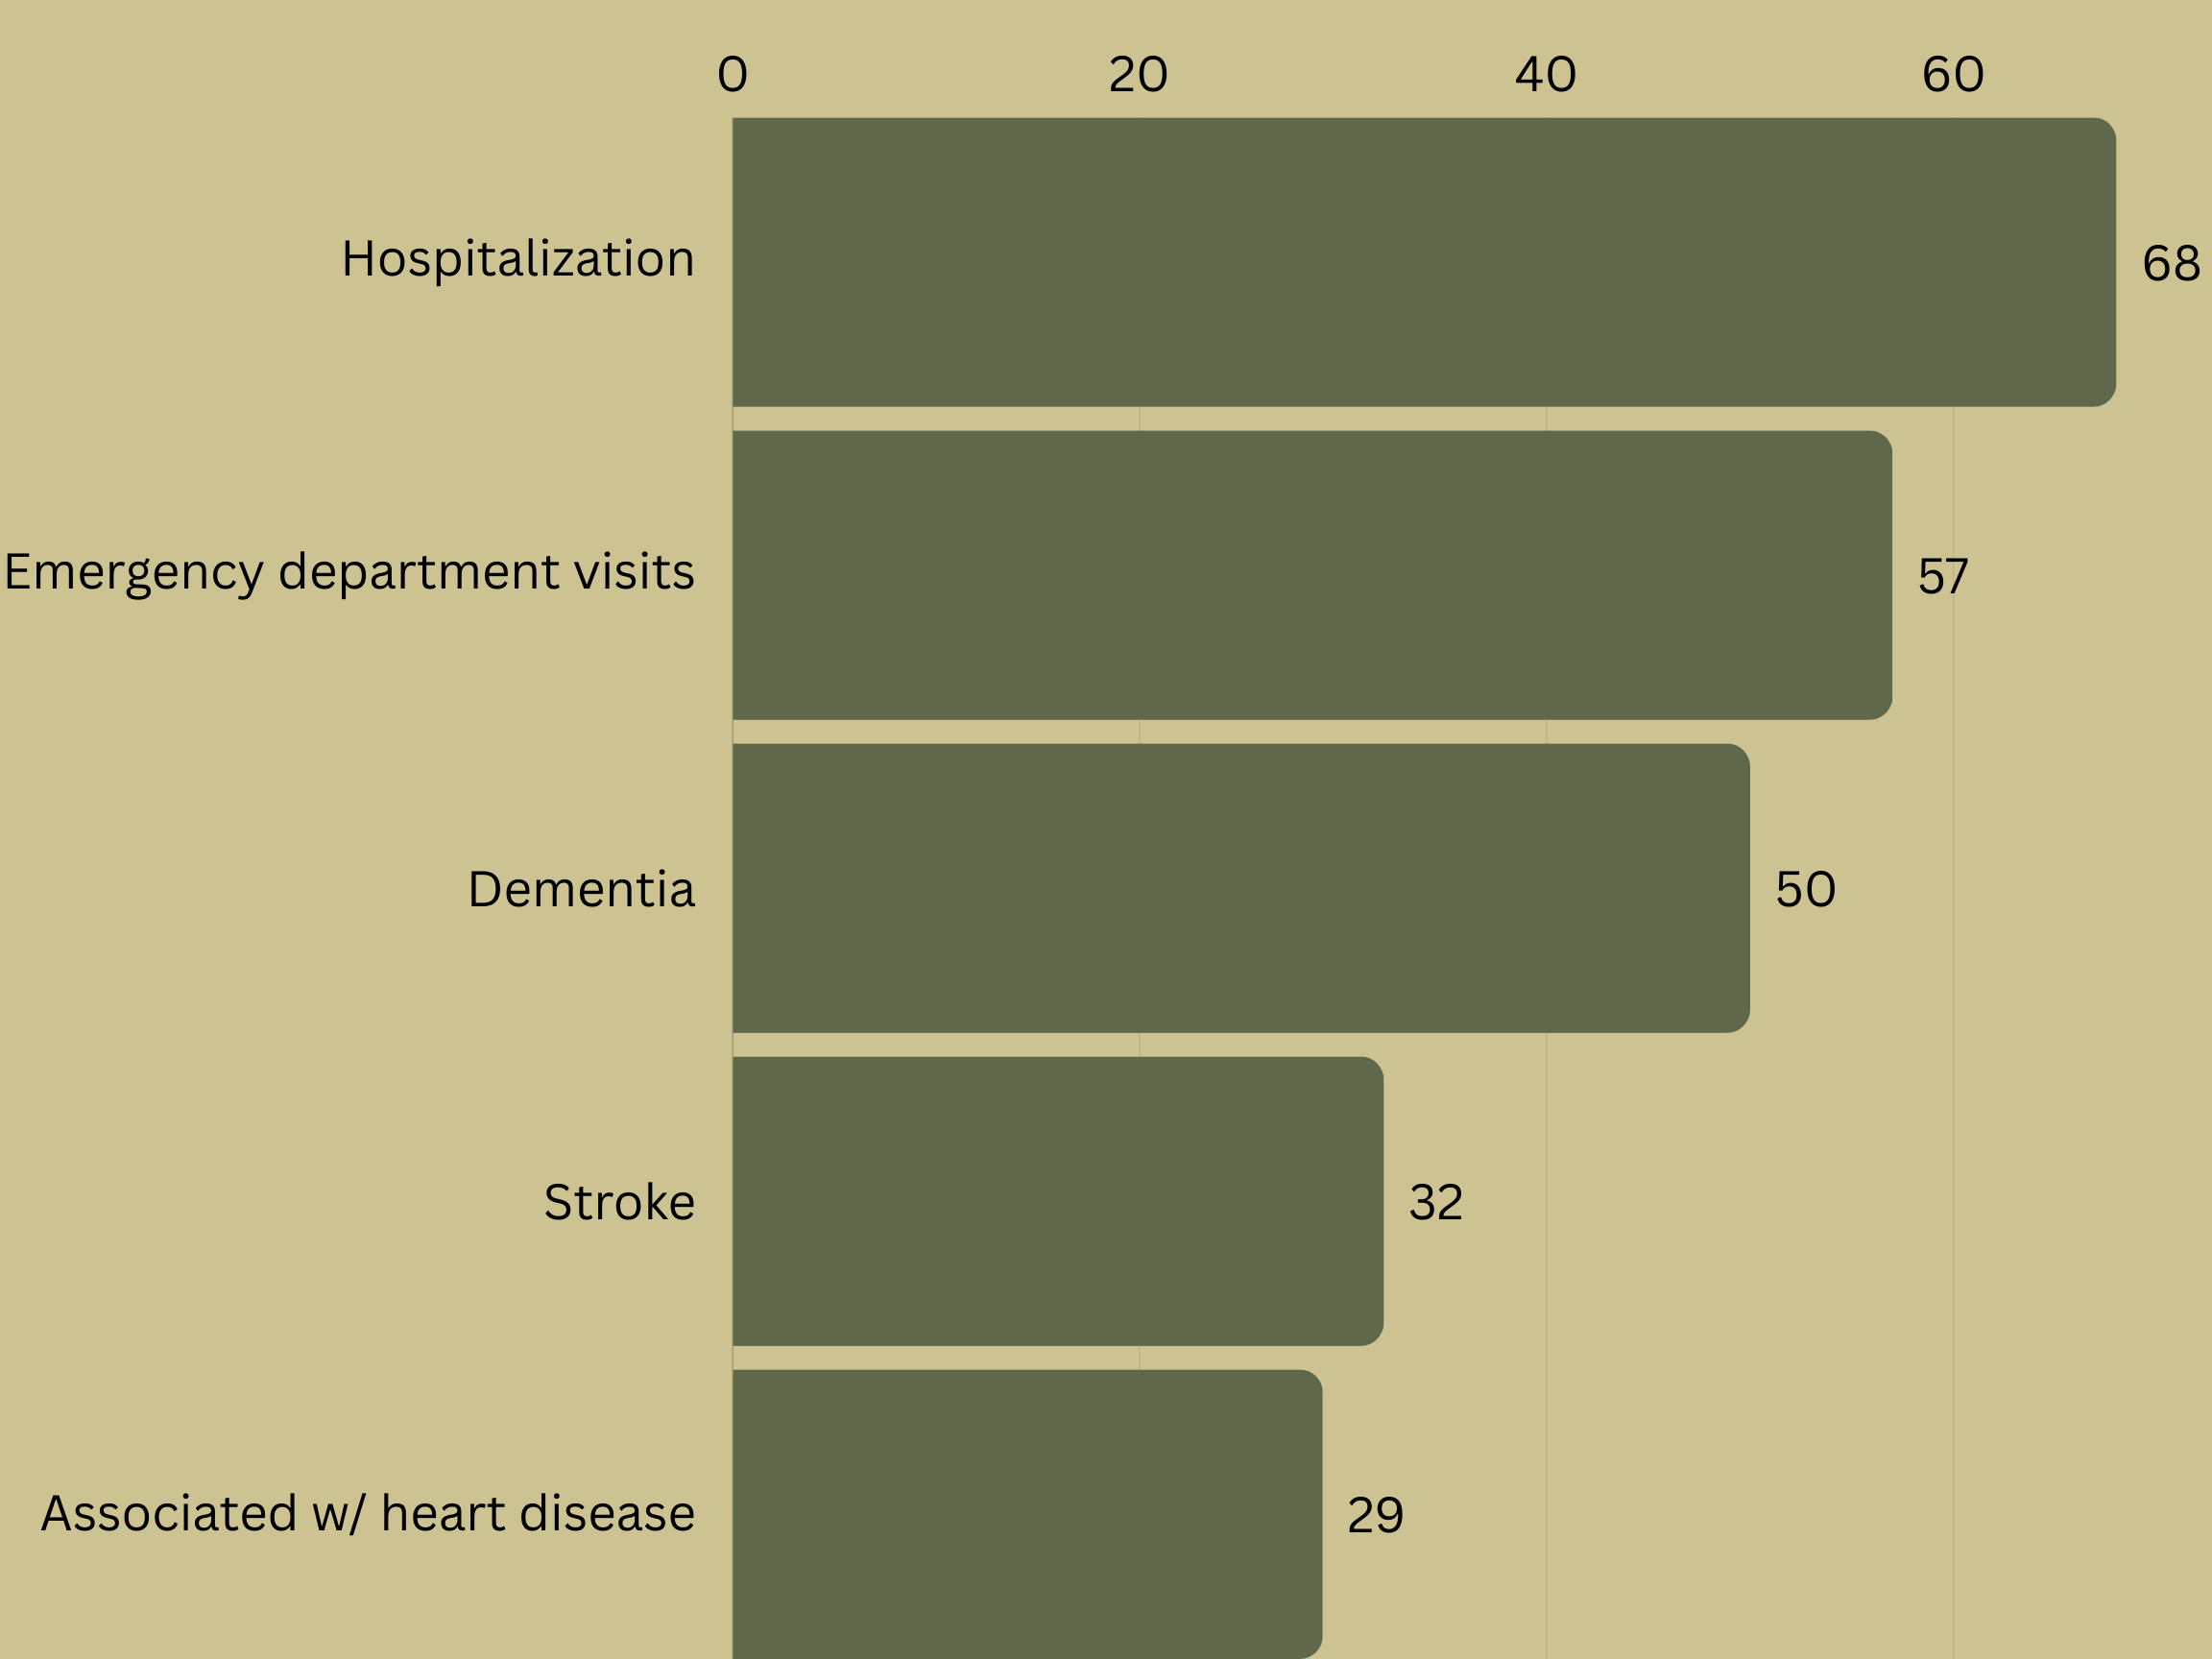 0 20 40 60
Hospitalization 68
Emergency department visits 57
Dementia 50
Stroke 32
Associated w/ heart disease 29